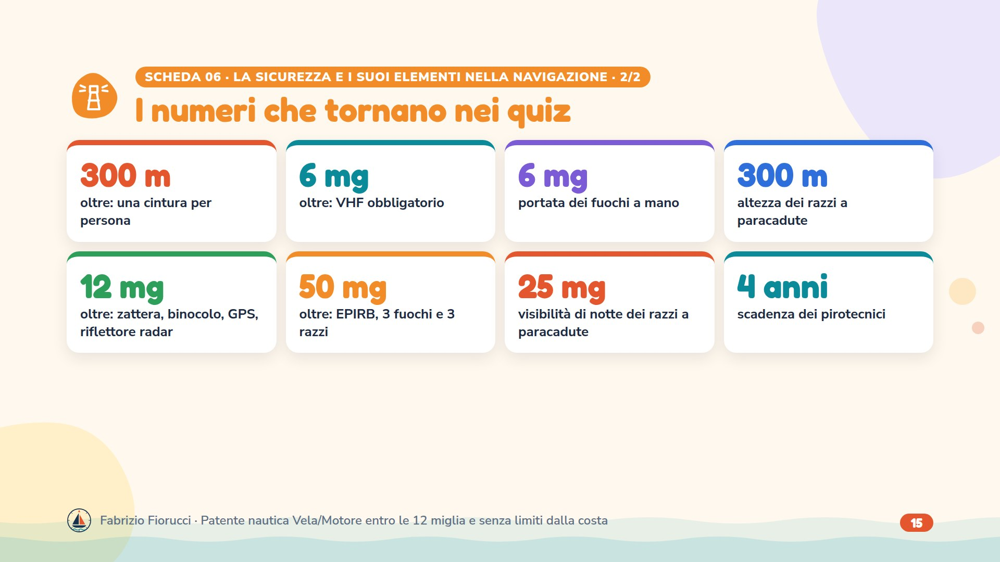 SCHEDA 06 · LA SICUREZZA E I SUOI ELEMENTI NELLA NAVIGAZIONE · 2/2
I numeri che tornano nei quiz
300 m
oltre: una cintura per
persona
6 mg
oltre: VHF obbligatorio
6 mg
portata dei fuochi a mano
300 m
altezza dei razzi a
paracadute
12 mg
oltre: zattera, binocolo, GPS,
riflettore radar
50 mg
oltre: EPIRB, 3 fuochi e 3
razzi
25 mg
visibilità di notte dei razzi a
paracadute
4 anni
scadenza dei pirotecnici
Fabrizio Fiorucci · Patente nautica Vela/Motore entro le 12 miglia e senza limiti dalla costa
15